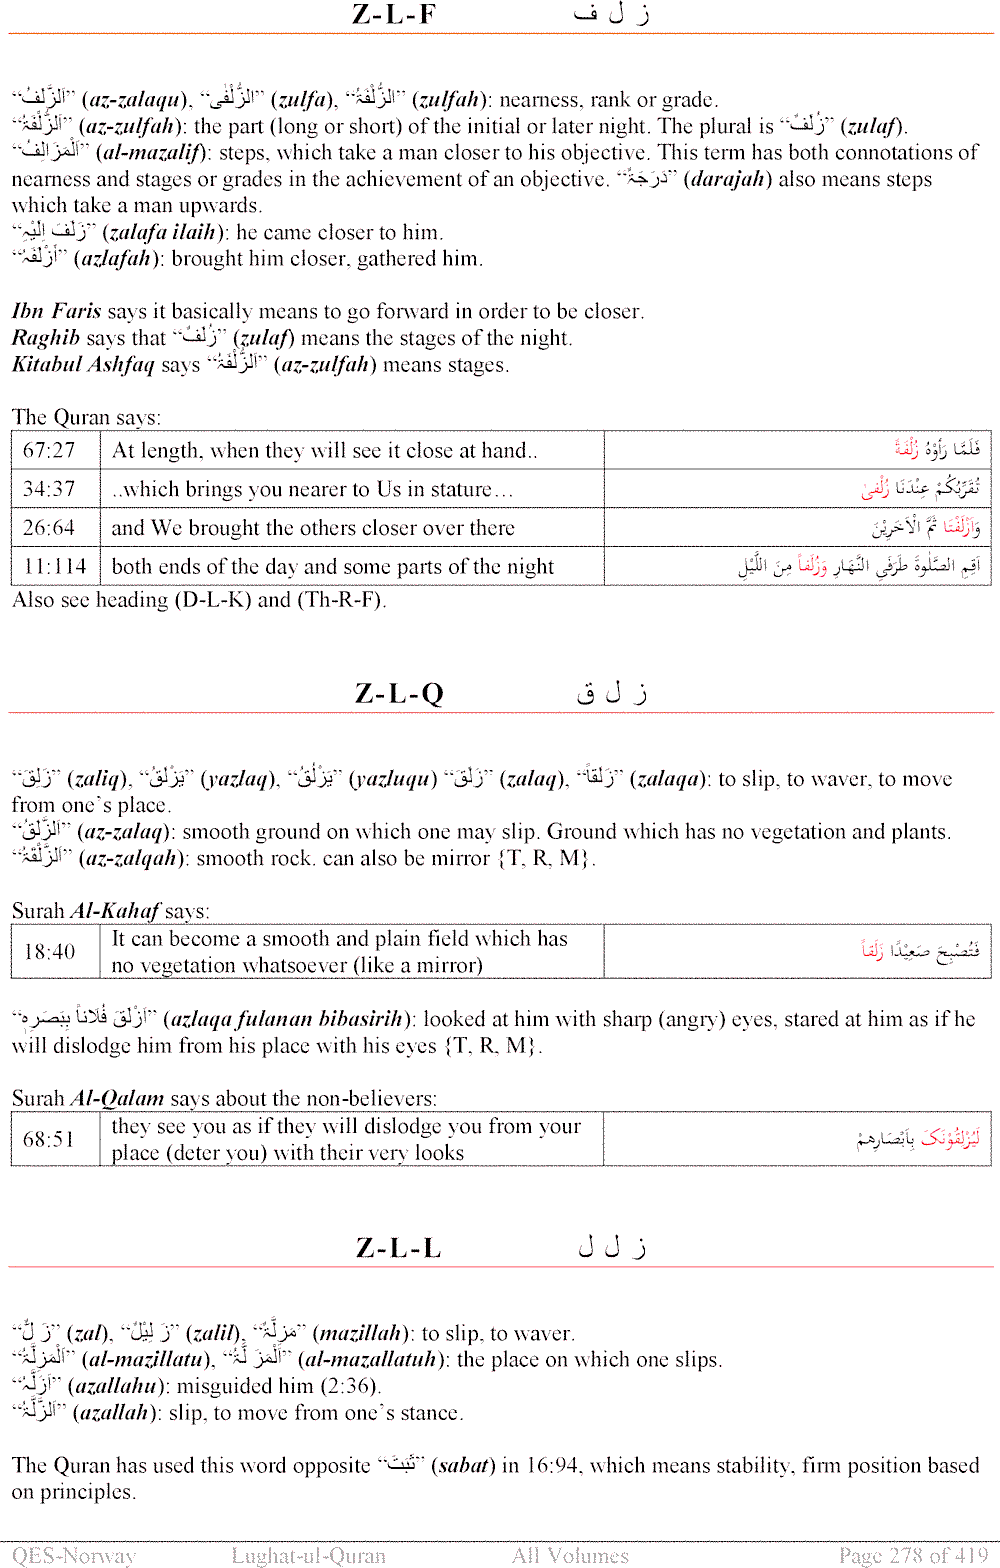 Z-L-F ز ل ف
“اَلزَّلَفُ” (az-zalaqu), “الزُّلْفٰی” (zulfa), “الزُّلْفَۃُ” (zulfah): nearness, rank or grade.
“اَلزُّلْفَۃُ” (az-zulfah): the part (long or short) of the initial or later night. The plural is “زُلَفٌ” (zulaf).
“اَلْمَزَالِفُ” (al-mazalif): steps, which take a man closer to his objective. This term has both connotations of
nearness and stages or grades in the achievement of an objective. “دَرَجَۃٌ” (darajah) also means steps
which take a man upwards.
“زَلَفَ اِلَیْہِ” (zalafa ilaih): he came closer to him.
“اَزْلَفَہٗ” (azlafah): brought him closer, gathered him.
Ibn Faris says it basically means to go forward in order to be closer.
Raghib says that “زُلَفٌ” (zulaf) means the stages of the night.
Kitabul Ashfaq says “اَلزُّلْفَۃُ” (az-zulfah) means stages.
The Quran says:
67:27 At length, when they will see it close at hand.. فَلَمَّا رَأَوْہُ زُلْفَۃً
34:37 ..which brings you nearer to Us in stature… تُقَرِّبُکُمْ عِنْدَنَا زُلْفیٰ
26:64 and We brought the others closer over there وَاَزْلَفْنَا ثَمَّ الْاٰخَرِیْنَ
11:114 both ends of the day and some parts of the night اَقِمِ الصَّلٰوۃَ طَرَفَیِ النَّھَارِ وَزُلَفاً مِنَ اللَّیْلِ
Also see heading (D-L-K) and (Th-R-F).
Z-L-Q ز ل ق
“زَلِقَ” (zaliq), “یَزْلَقُ” (yazlaq), “یَزْلُقُ” (yazluqu) “زَلَقَ” (zalaq), “زَلَقاً” (zalaqa): to slip, to waver, to move
from one's place.
“اَلزَّلَقُ” (az-zalaq): smooth ground on which one may slip. Ground which has no vegetation and plants.
“اَلزَّلْقَۃُ” (az-zalqah): smooth rock. can also be mirror {T, R, M}.
Surah Al-Kahaf says:
18:40 It can become a smooth and plain field which has
no vegetation whatsoever (like a mirror) فَتُصْبِحَ صَعِیْدًا زَلَقاً
“اَزْلَقَ فُلَاناً بِبَصَرِہٖ” (azlaqa fulanan bibasirih): looked at him with sharp (angry) eyes, stared at him as if he
will dislodge him from his place with his eyes {T, R, M}.
Surah Al-Qalam says about the non-believers:
68:51 they see you as if they will dislodge you from your
place (deter you) with their very looks لَیُزْلِقُوْنَکَ بِاَبْصَارِھِمْ
Z-L-L ز ل ل
“زَ لَّ” (zal), “زَ لِیْلٌ” (zalil), “مَزِلَّۃٌ” (mazillah): to slip, to waver.
“اَلْمَزِلَّۃُ” (al-mazillatu), “اَلْمَزَ لَّۃُ” (al-mazallatuh): the place on which one slips.
“اَزَلَّہٗ” (azallahu): misguided him (2:36).
“اَلزَّلَّۃُ” (azallah): slip, to move from one's stance.
The Quran has used this word opposite “ثَبَتَ” (sabat) in 16:94, which means stability, firm position based
on principles.
QES-Norway Lughat-ul-Quran All Volumes Page 278 of 419